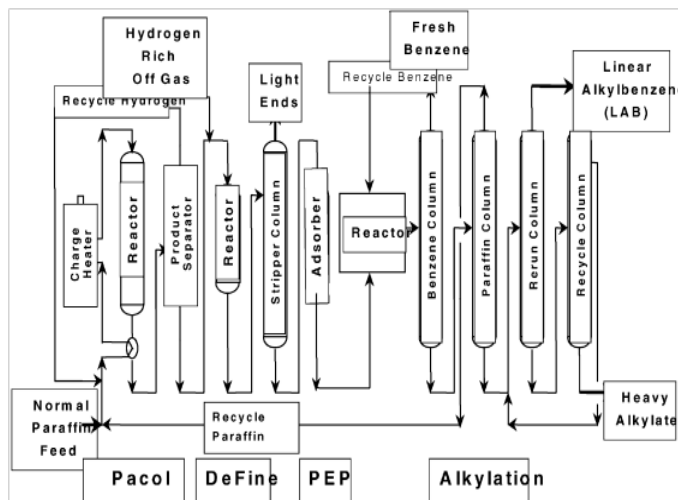 Hydrogen
Rich
Off Gas
Fresh
Benzene
Recycle Benzene
Light
Ends
Linear
Alkylbenzene
(LAB)
Recycle Hydrogen
Charge
Heater
Reactor
Product
Separator
Reactor
Stripper Column
Adsorber
Reactor
Benzene Column
Paraffin Column
Rerun Column
Recycle Column
Normal
Paraffin
Feed
Recycle
Paraffin
Heavy
Alkylate
Pacol
DeFine
PEP
Alkylation